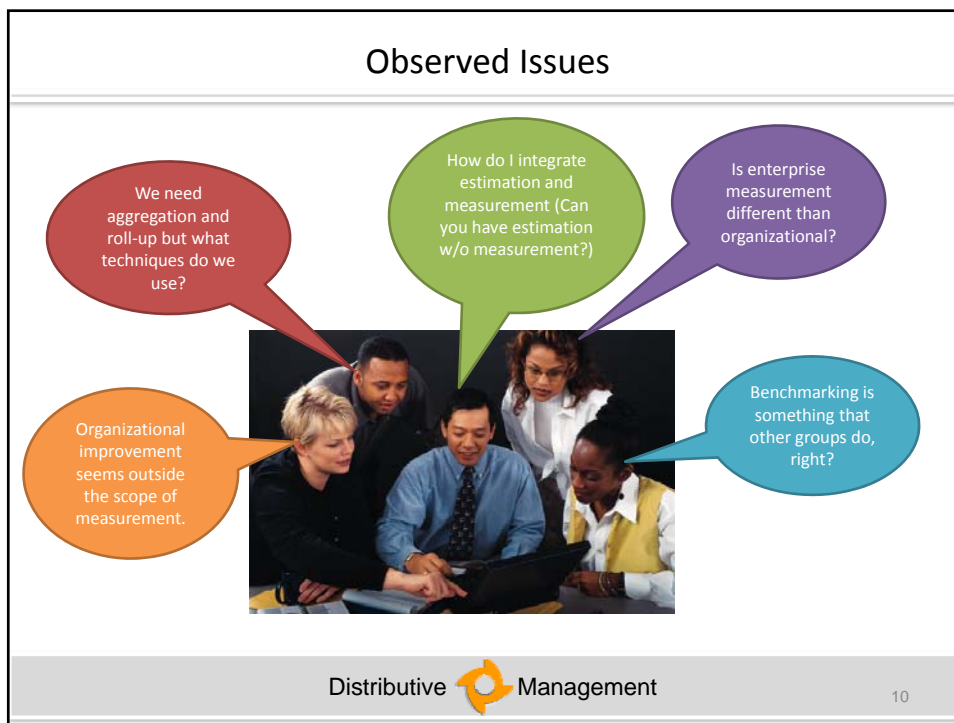 Observed Issues
We need
aggregation and
roll-up but what
techniques do we
use?
How do I integrate
estimation and
measurement (Can
you have estimation
w/o measurement?)
Is enterprise
measurement
different than
organizational?
Organizational
improvement
seems outside
the scope of
measurement.
Benchmarking is
something that
other groups do,
right?
Distributive Management
10